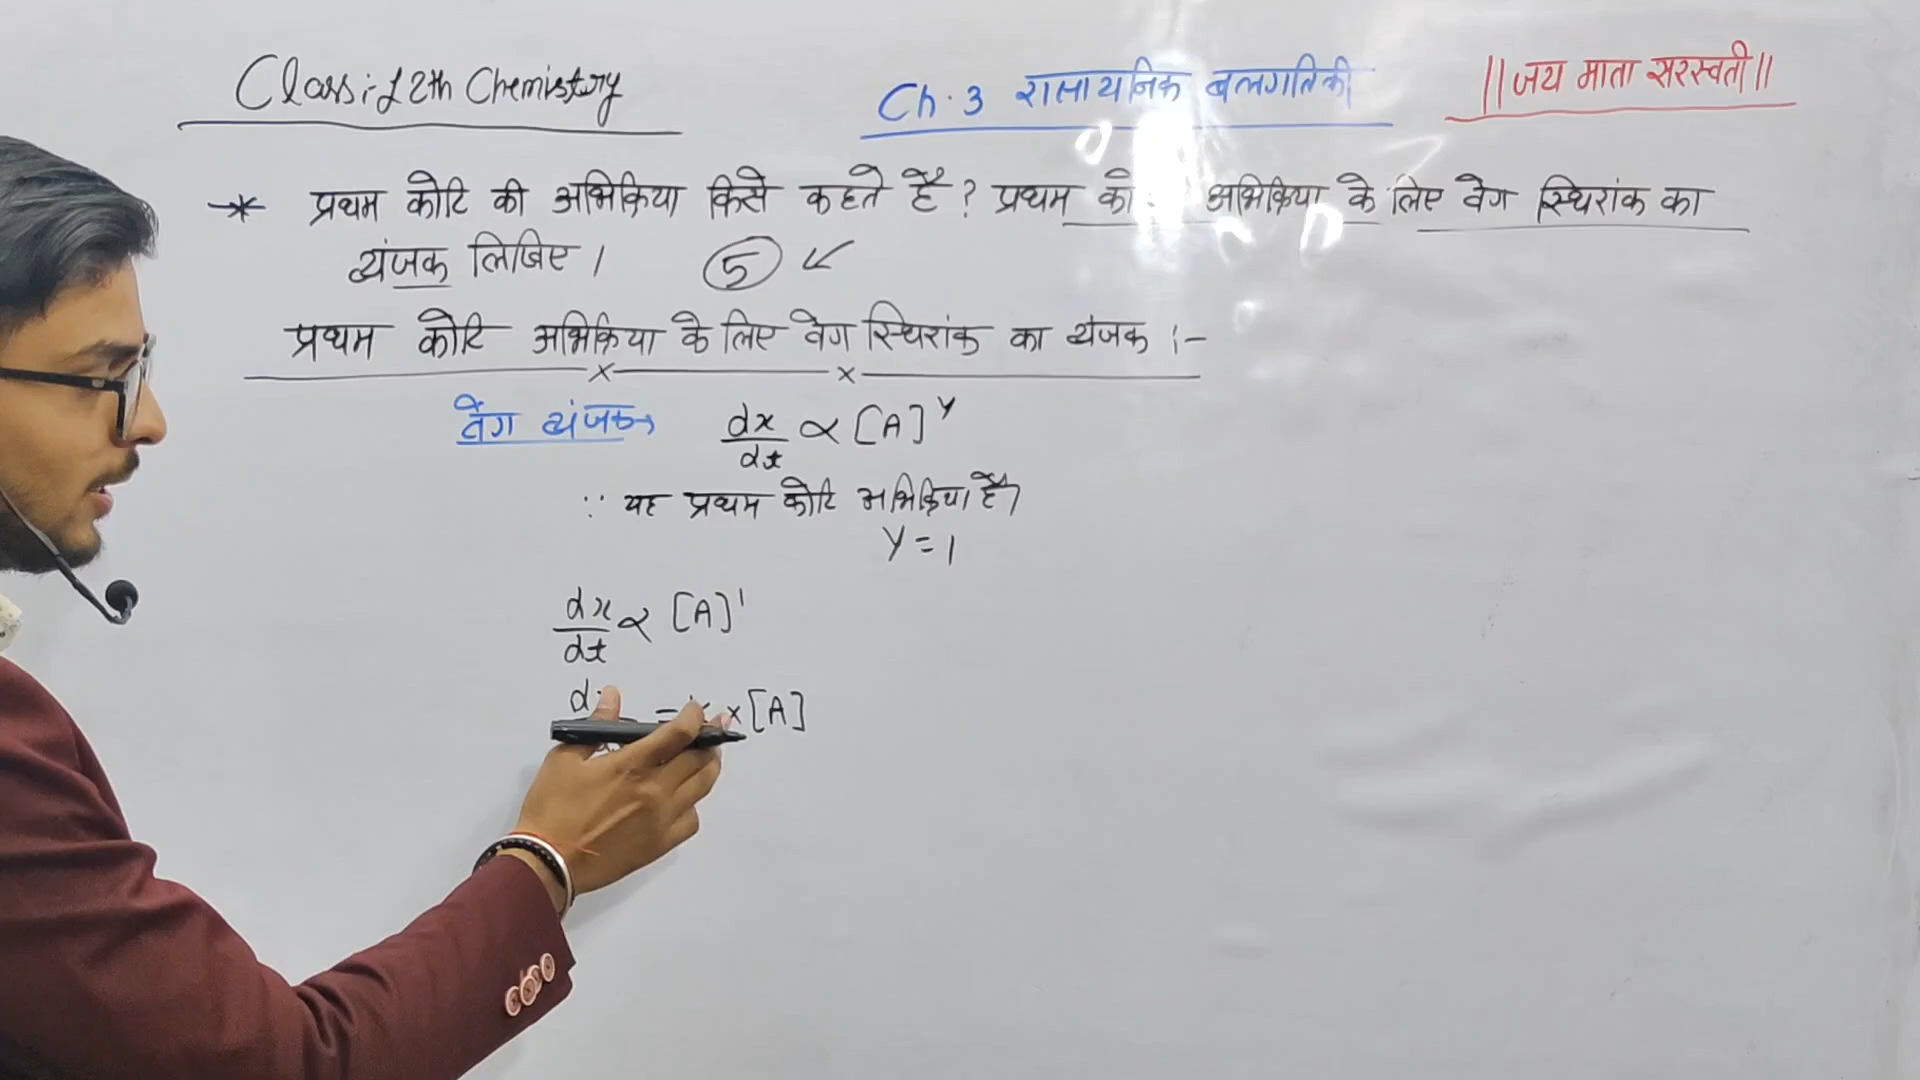 Class:-12th Chemistry
Ch. 3 रासायनिक बलगतिकी
||जय माता सरस्वती||
* प्रथम कोटि की अभिक्रिया किसे कहते है? प्रथम को अभिक्रिया के लिए वेग स्थिरांक का
व्यंजक लिखिए। 5 ↙
प्रथम कोटि अभिक्रिया के लिए वेग स्थिरांक का व्यंजक :-
वेग व्यंजक→ dx/dt ∝ [A]^Y
∵ यह प्रथम कोटि अभिक्रिया है।
Y = 1
dx/dt ∝ [A]^1
= × [A]